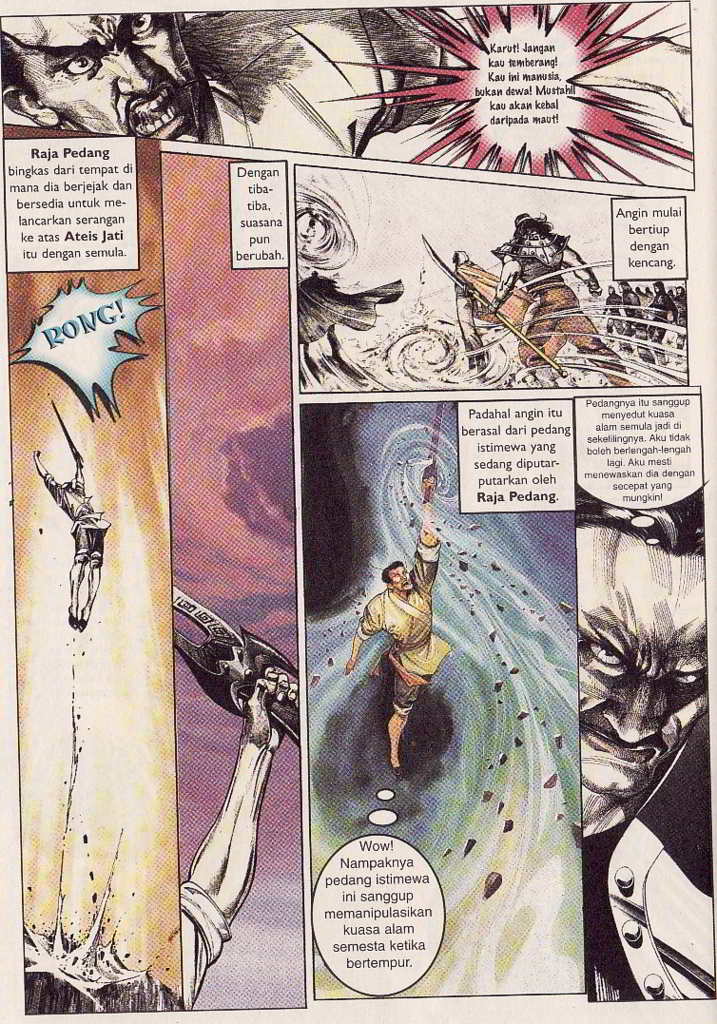 Karut! Jangan
kau temberang!
Kau ini manusia,
bukan dewa! Mustahil
kau akan kebal
daripada maut!
Raja Pedang
bingkas dari tempat di
mana dia berjejak dan
bersedia untuk me-
lancarkan serangan
ke atas Ateis Jati
itu dengan semula.
RONG!
Dengan
tiba-
tiba,
suasana
pun
berubah.
Angin mulai
bertiup
dengan
kencang.
Padahal angin itu
berasal dari pedang
istimewa yang
sedang diputar-
putarkan oleh
Raja Pedang.
Wow!
Nampaknya
pedang istimewa
ini sanggup
memanipulasikan
kuasa alam
semesta ketika
bertempur.
Pedangnya itu sanggup
menyedut kuasa
alam semula jadi di
sekelilingnya. Aku tidak
boleh berlengah-lengah
lagi. Aku mesti
menewaskan dia dengan
secepat yang
mungkin!